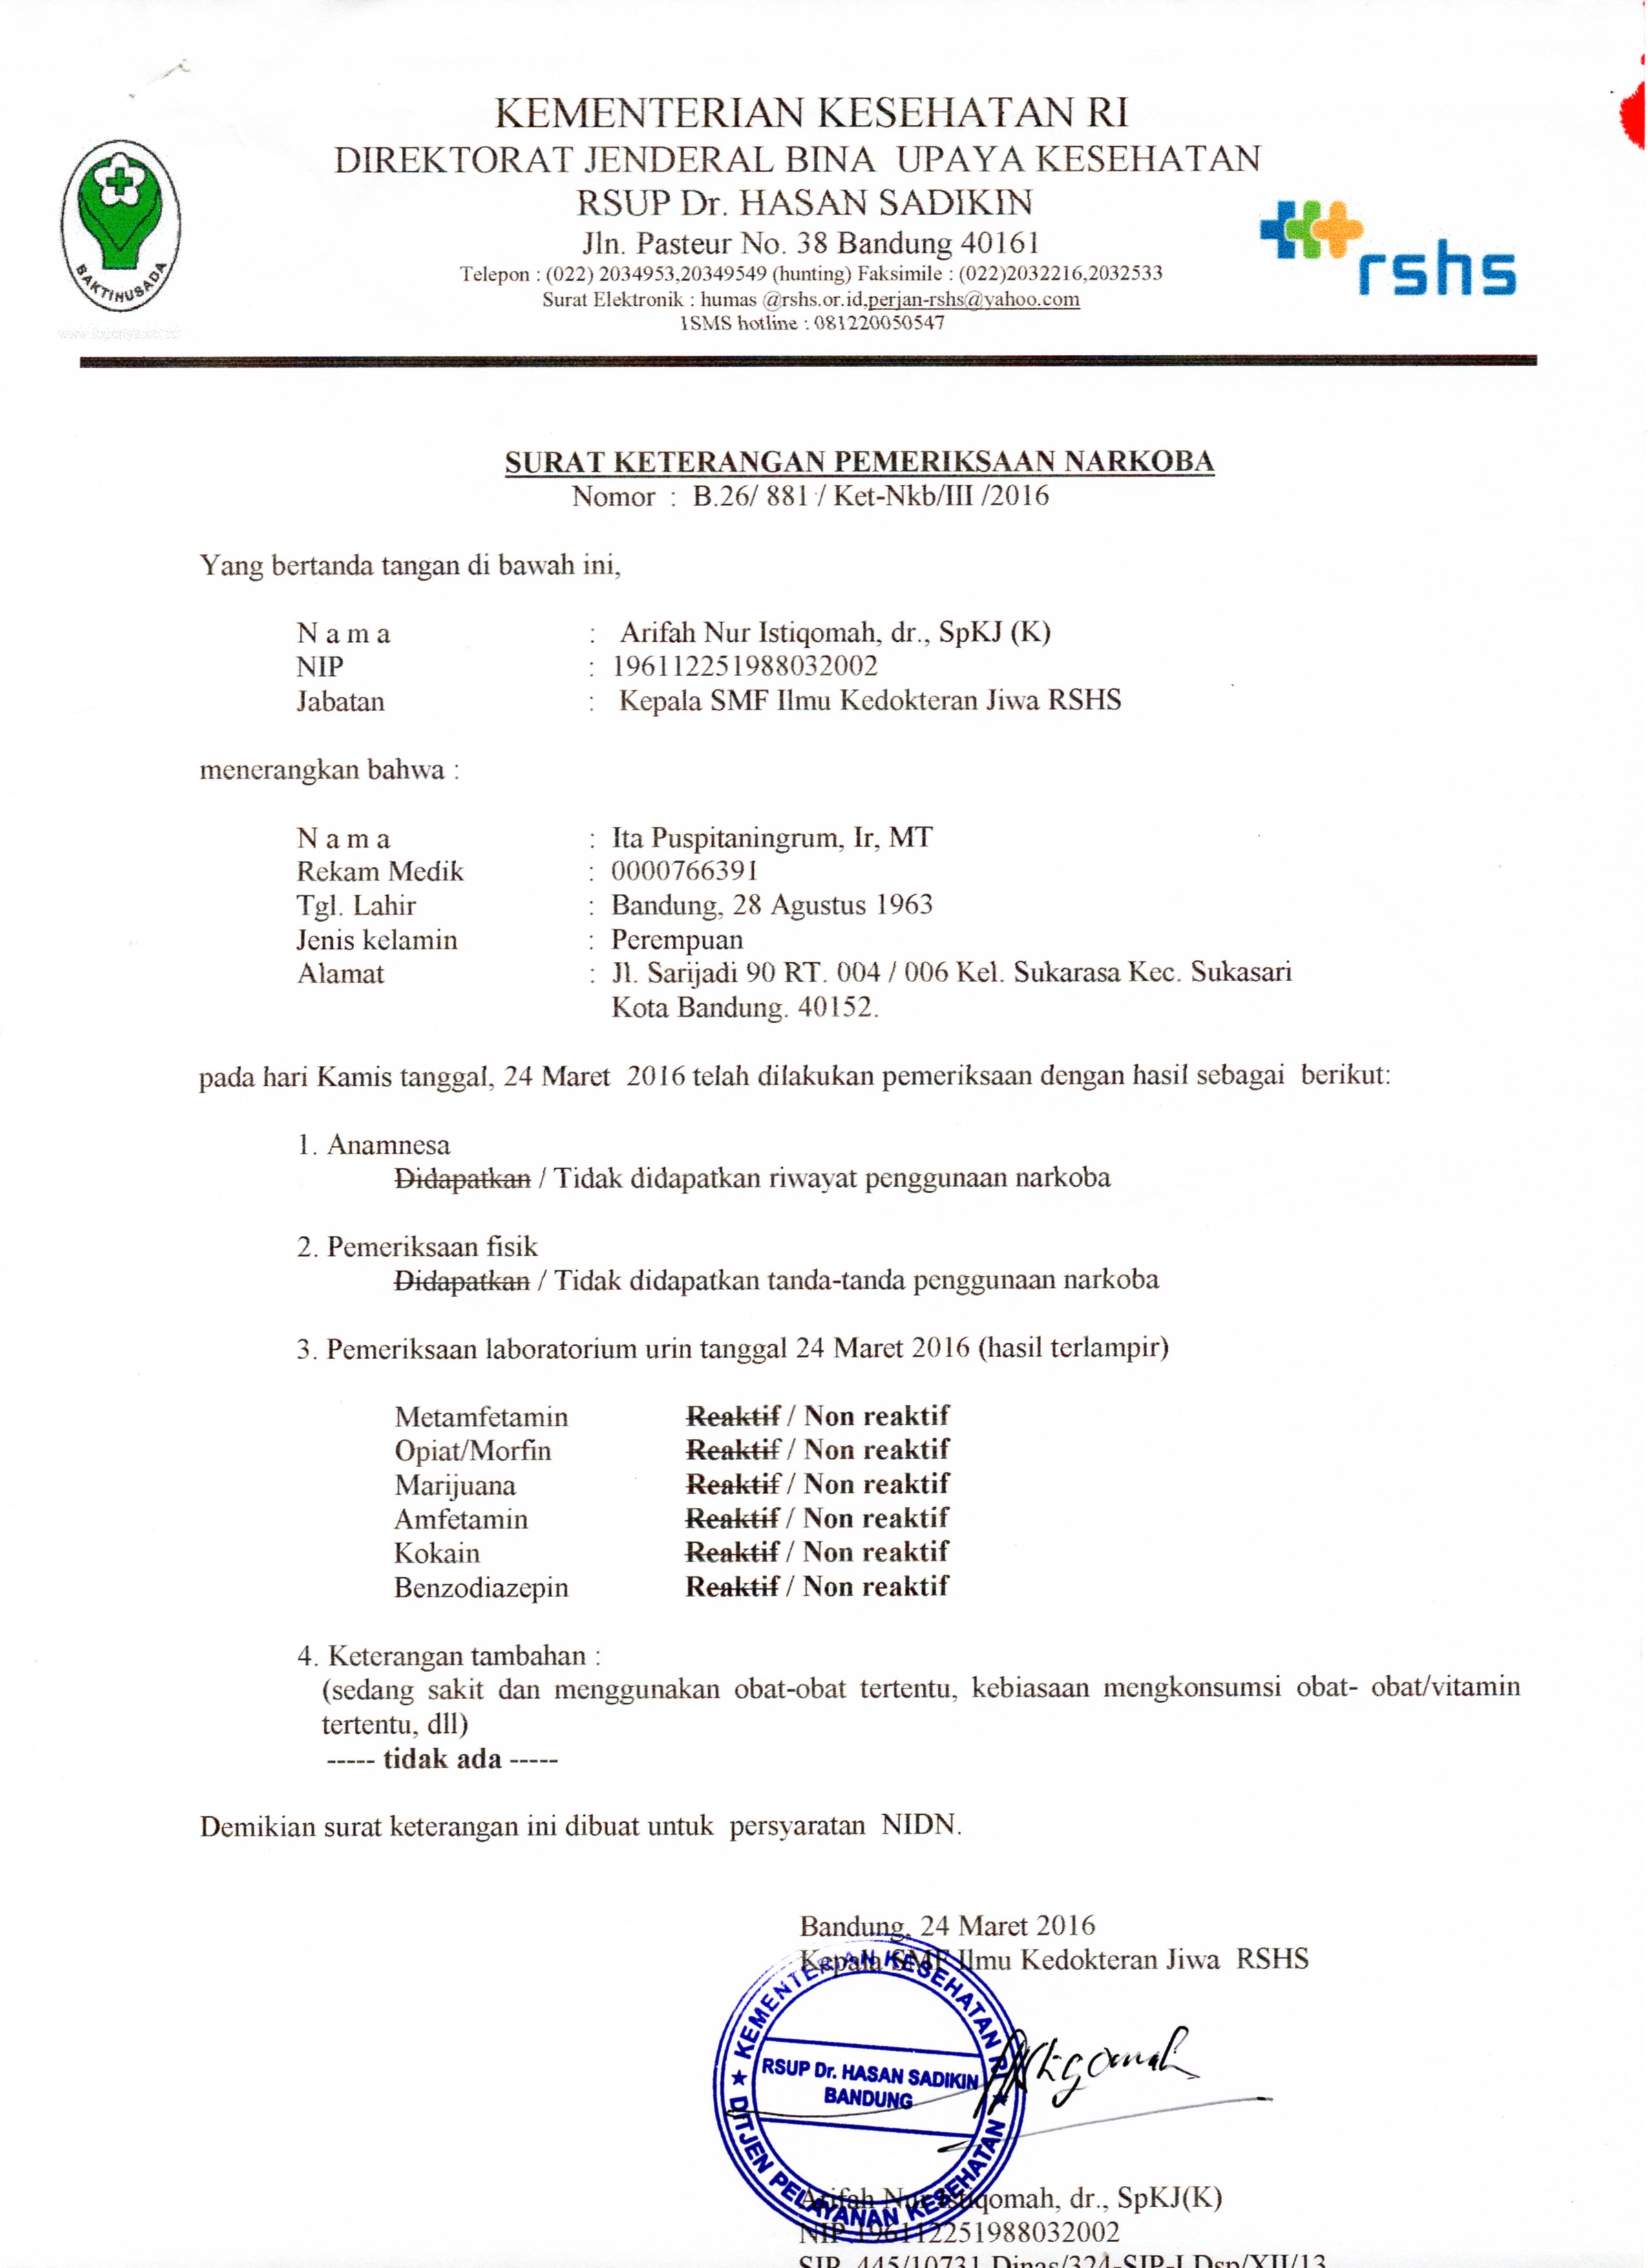 KEMENTERIAN KESEHATAN RI
DIREKTORAT JENDERAL BINA UPAYA KESEHATAN
RSUP Dr. HASAN SADIKIN
Jln. Pasteur No. 38 Bandung 40161
Telepon : (022) 2034953,20349549 (hunting) Faksimile : (022)2032216,2032533
Surat Elektronik : humas @rshs.or.id,perjan-rshs@yahoo.com
1SMS hotline : 081220050547
BAKTI HUSADA
rshs
SURAT KETERANGAN PEMERIKSAAN NARKOBA
Nomor : B.26/ 881 / Ket-Nkb/III /2016
Yang bertanda tangan di bawah ini,
N a m a : Arifah Nur Istiqomah, dr., SpKJ (K)
NIP : 196112251988032002
Jabatan : Kepala SMF Ilmu Kedokteran Jiwa RSHS
menerangkan bahwa :
N a m a : Ita Puspitaningrum, Ir, MT
Rekam Medik : 0000766391
Tgl. Lahir : Bandung, 28 Agustus 1963
Jenis kelamin : Perempuan
Alamat : Jl. Sarijadi 90 RT. 004 / 006 Kel. Sukarasa Kec. Sukasari
Kota Bandung. 40152.
pada hari Kamis tanggal, 24 Maret 2016 telah dilakukan pemeriksaan dengan hasil sebagai berikut:
1. Anamnesa
Didapatkan / Tidak didapatkan riwayat penggunaan narkoba
2. Pemeriksaan fisik
Didapatkan / Tidak didapatkan tanda-tanda penggunaan narkoba
3. Pemeriksaan laboratorium urin tanggal 24 Maret 2016 (hasil terlampir)
Metamfetamin Reaktif / Non reaktif
Opiat/Morfin Reaktif / Non reaktif
Marijuana Reaktif / Non reaktif
Amfetamin Reaktif / Non reaktif
Kokain Reaktif / Non reaktif
Benzodiazepin Reaktif / Non reaktif
4. Keterangan tambahan :
(sedang sakit dan menggunakan obat-obat tertentu, kebiasaan mengkonsumsi obat- obat/vitamin
tertentu, dll)
----- tidak ada -----
Demikian surat keterangan ini dibuat untuk persyaratan NIDN.
Bandung, 24 Maret 2016
Kepala SMF Ilmu Kedokteran Jiwa RSHS
KEMENTERIAN KESEHATAN RI
RSUP Dr. HASAN SADIKIN
BANDUNG
DITJEN PELAYANAN KESEHATAN
Arifah Nur Istiqomah, dr., SpKJ(K)
NIP 196112251988032002
SIP. 445/10731-Dinas/324-SIP-I.Dsp/XII/13